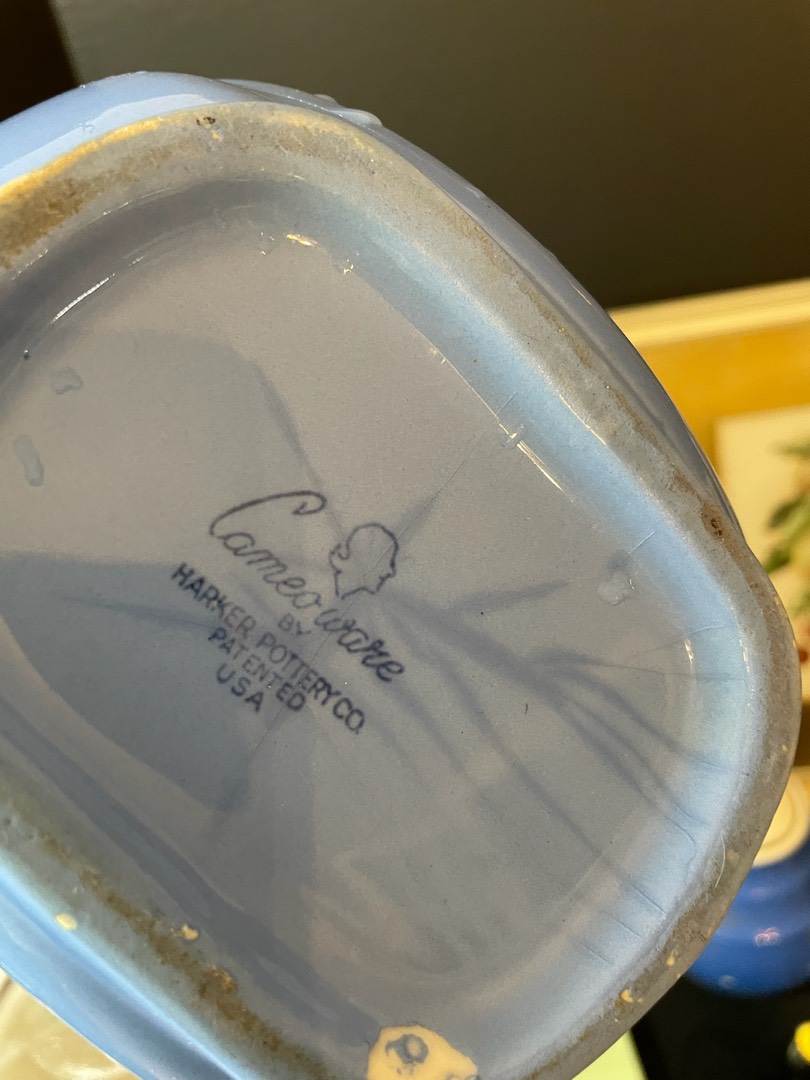 Cameo ware
BY
HARKER POTTERY CO.
PATENTED
USA